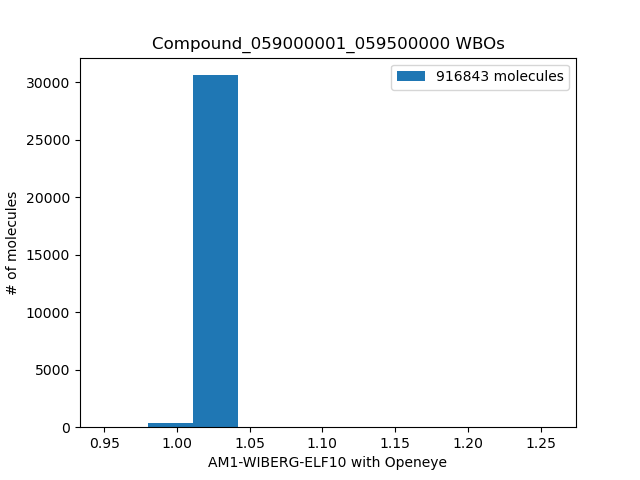 Compound_059000001_059500000 WBOs
916843 molecules
30000
25000
20000
15000
10000
5000
0
# of molecules
0.95 1.00 1.05 1.10 1.15 1.20 1.25
AM1-WIBERG-ELF10 with Openeye